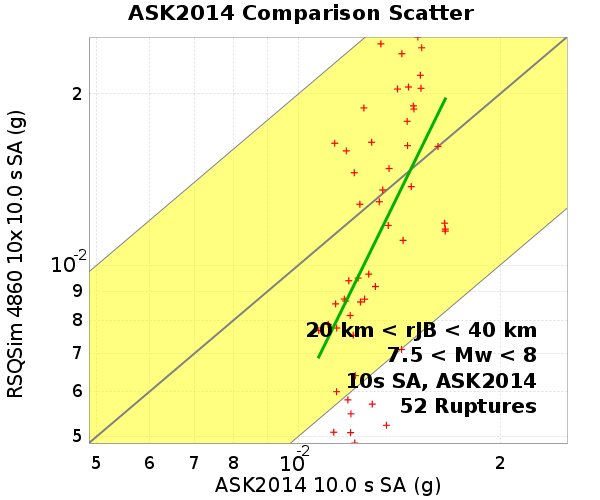 ASK2014 Comparison Scatter
RSQSim 4860 10x 10.0 s SA (g)
2
10-2
9
8
7
6
5
20 km < rJB < 40 km
7.5 < Mw < 8
10s SA, ASK2014
52 Ruptures
5 6 7 8 10-2 2
ASK2014 10.0 s SA (g)